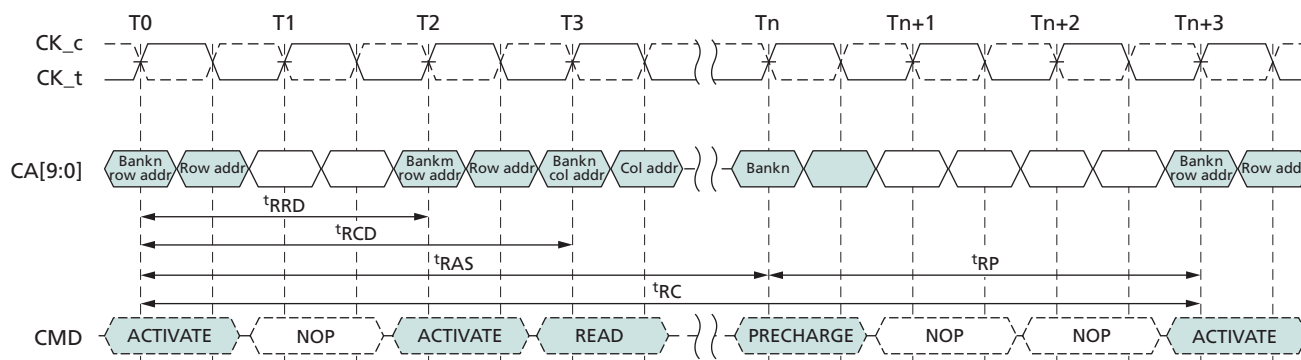 T0 T1 T2 T3 Tn Tn+1 Tn+2 Tn+3
CK_c
CK_t
CA[9:0]
Bankn
row addr
Row addr
Bankm
row addr
Row addr
Bankn
col addr
Col addr
Bankn
Bankn
row addr
Row addr
tRRD
tRCD
tRAS tRP
tRC
CMD ACTIVATE NOP ACTIVATE READ PRECHARGE NOP NOP ACTIVATE